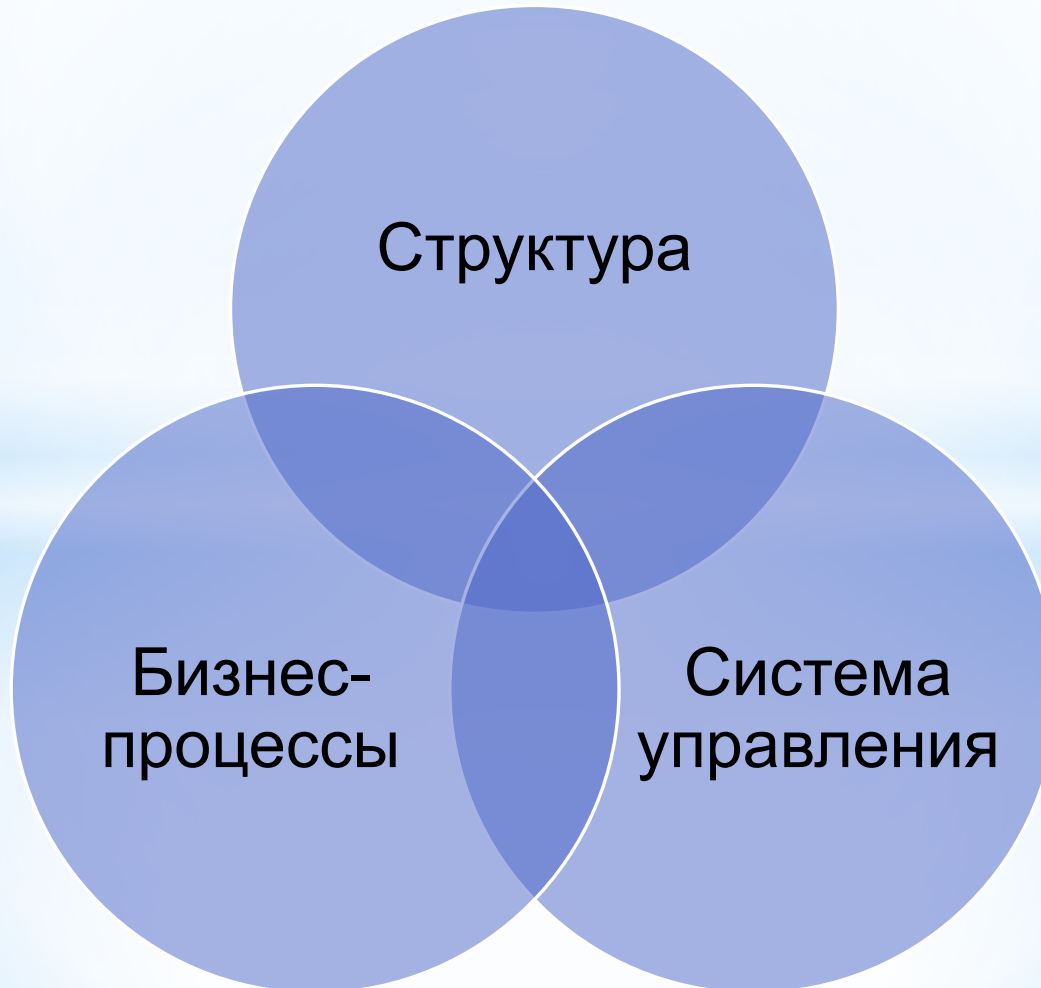 Структура
Бизнес-
процессы
Система
управления